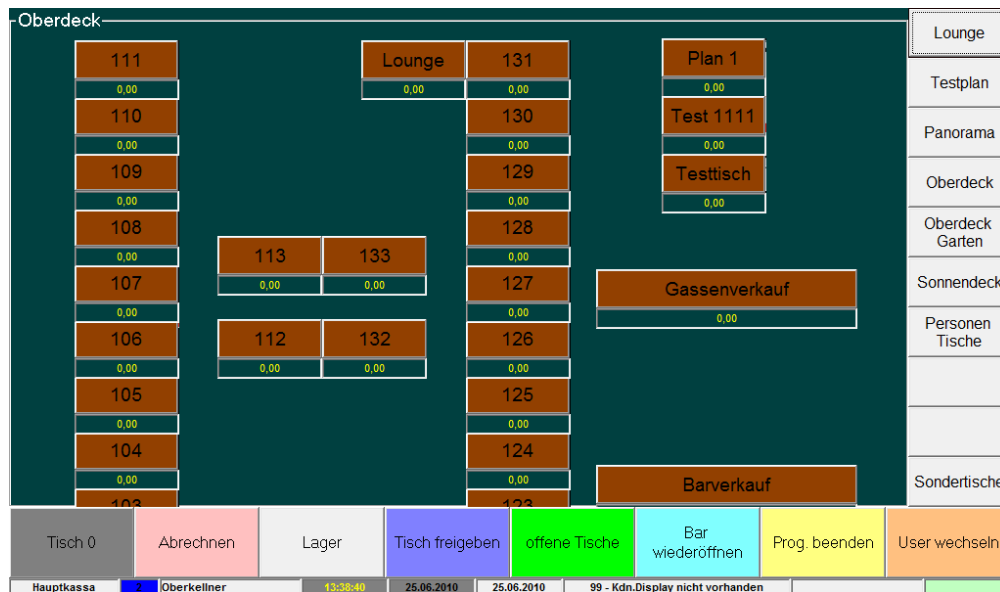 Oberdeck
111
0,00
110
0,00
109
0,00
108
0,00
107
0,00
106
0,00
105
0,00
104
0,00
103
113
0,00
133
0,00
112
0,00
132
0,00
Lounge
0,00
131
0,00
130
0,00
129
0,00
128
0,00
127
0,00
126
0,00
125
0,00
124
0,00
123
Plan 1
0,00
Test 1111
0,00
Testtisch
0,00
Gassenverkauf
0,00
Barverkauf
Lounge
Testplan
Panorama
Oberdeck
Oberdeck
Garten
Sonnendeck
Personen
Tische
Sondertische
Tisch 0
Abrechnen
Lager
Tisch freigeben
offene Tische
Bar
wiederöffnen
Prog. beenden
User wechseln
Hauptkassa
2
Oberkellner
13:38:40
25.06.2010
25.06.2010
99 - Kdn.Display nicht vorhanden